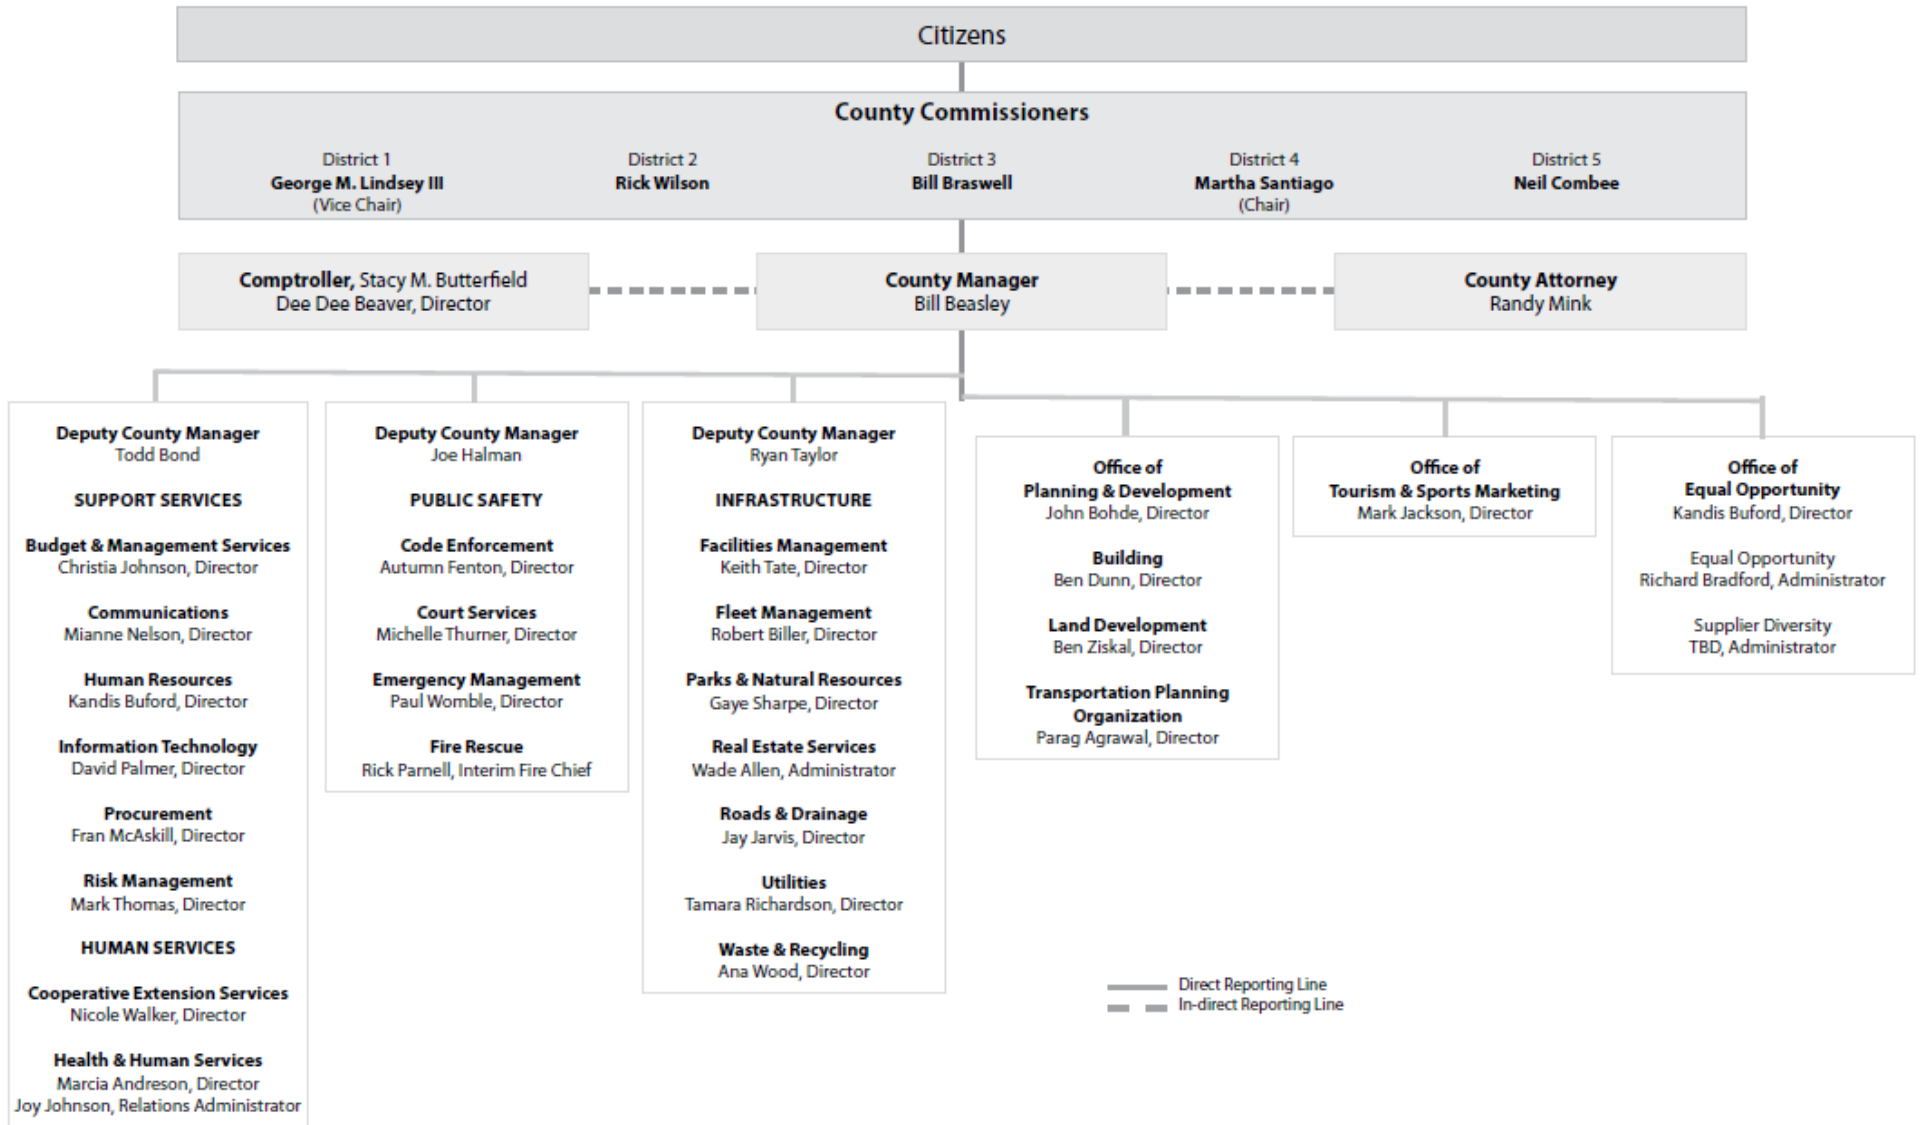 Citizens
County Commissioners
District 1
George M. Lindsey III
(Vice Chair)
District 2
Rick Wilson
District 3
Bill Braswell
District 4
Martha Santiago
(Chair)
District 5
Neil Combee
Comptroller, Stacy M. Butterfield
Dee Dee Beaver, Director
County Manager
Bill Beasley
County Attorney
Randy Mink
Deputy County Manager
Todd Bond
SUPPORT SERVICES
Budget & Management Services
Christia Johnson, Director
Communications
Mianne Nelson, Director
Human Resources
Kandis Buford, Director
Information Technology
David Palmer, Director
Procurement
Fran McAskill, Director
Risk Management
Mark Thomas, Director
HUMAN SERVICES
Cooperative Extension Services
Nicole Walker, Director
Health & Human Services
Marcia Andreson, Director
Joy Johnson, Relations Administrator
Deputy County Manager
Joe Halman
PUBLIC SAFETY
Code Enforcement
Autumn Fenton, Director
Court Services
Michelle Thurner, Director
Emergency Management
Paul Womble, Director
Fire Rescue
Rick Parnell, Interim Fire Chief
Deputy County Manager
Ryan Taylor
INFRASTRUCTURE
Facilities Management
Keith Tate, Director
Fleet Management
Robert Biller, Director
Parks & Natural Resources
Gaye Sharpe, Director
Real Estate Services
Wade Allen, Administrator
Roads & Drainage
Jay Jarvis, Director
Utilities
Tamara Richardson, Director
Waste & Recycling
Ana Wood, Director
Office of
Planning & Development
John Bohde, Director
Building
Ben Dunn, Director
Land Development
Ben Ziskal, Director
Transportation Planning
Organization
Parag Agrawal, Director
Office of
Tourism & Sports Marketing
Mark Jackson, Director
Office of
Equal Opportunity
Kandis Buford, Director
Equal Opportunity
Richard Bradford, Administrator
Supplier Diversity
TBD, Administrator
Direct Reporting Line
In-direct Reporting Line